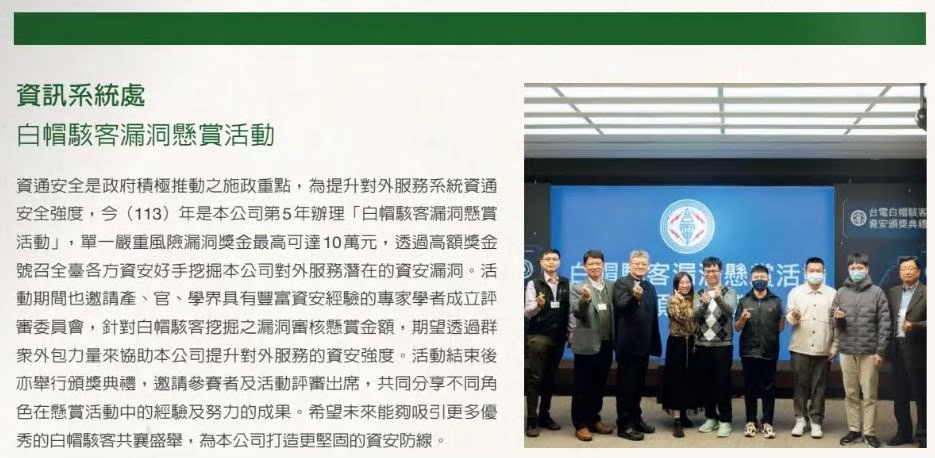 資訊系統處
白帽駭客漏洞懸賞活動
資通安全是政府積極推動之施政重點，為提升對外服務系統資通
安全強度，今（113）年是本公司第5年辦理「白帽駭客漏洞懸賞
活動」，單一嚴重風險漏洞獎金最高可達10萬元，透過高額獎金
號召全臺各方資安好手挖掘本公司對外服務潛在的資安漏洞。活
動期間也邀請產、官、學界具有豐富資安經驗的專家學者成立評
審委員會，針對白帽駭客挖掘之漏洞審核懸賞金額，期望透過群
眾外包力量來協助本公司提升對外服務的資安強度。活動結束後
亦舉行頒獎典禮，邀請參賽者及活動評審出席，共同分享不同角
色在懸賞活動中的經驗及努力的成果。希望未來能夠吸引更多優
秀的白帽駭客共襄盛舉，為本公司打造更堅固的資安防線。
白帽駭客漏洞懸賞活動
台電白帽駭客
資安頒獎典禮